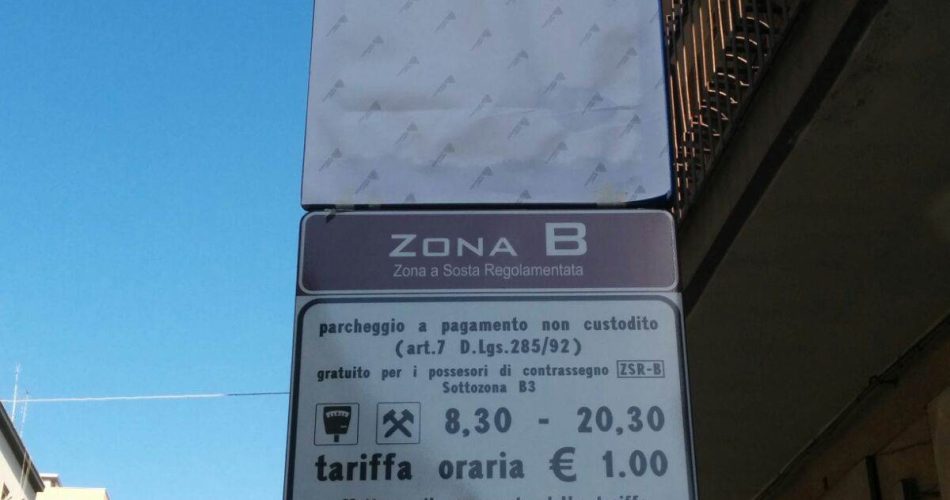 ZONA B
Zona a Sosta Regolamentata
parcheggio a pagamento non custodito
(art.7 D.Lgs.285/92)
gratuito per i possesori di contrassegno ZSR-B
Sottozona B3
8,30 - 20,30
tariffa oraria € 1.00